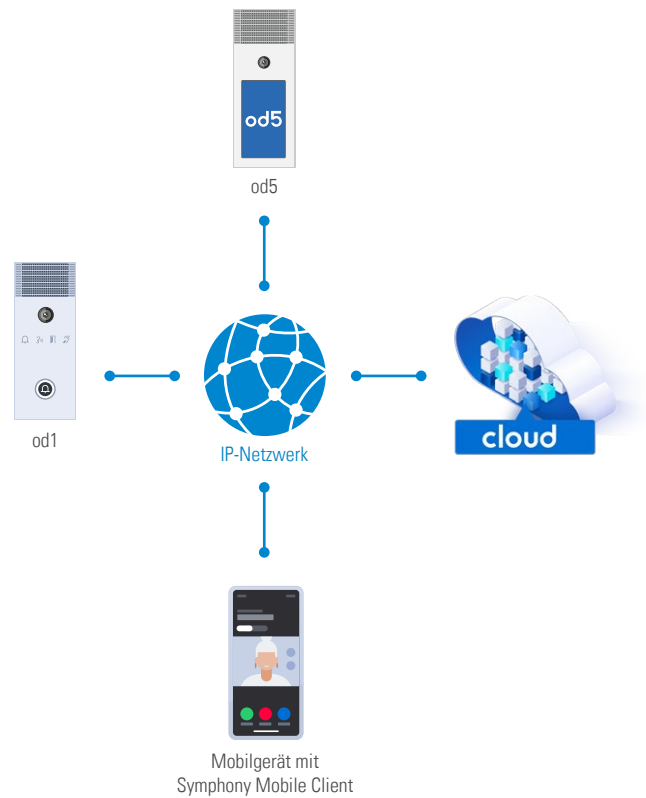 od5
od5
od1
IP-Netzwerk
cloud
Mobilgerät mit
Symphony Mobile Client